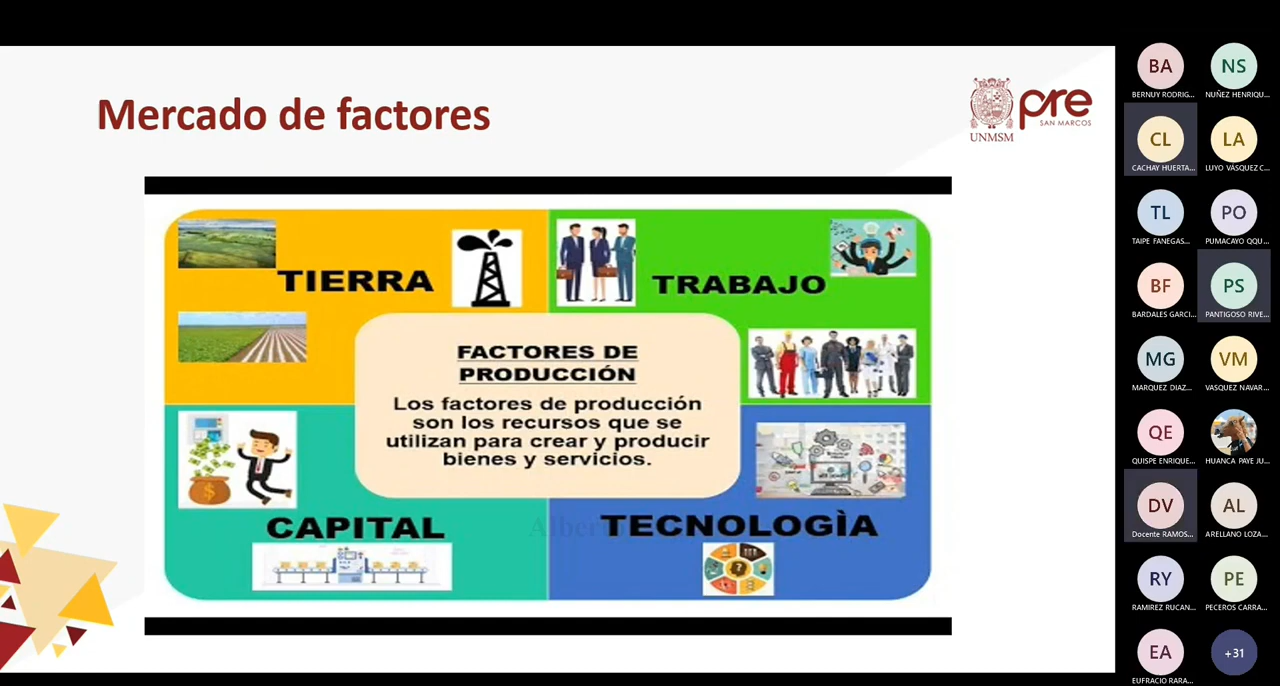 Mercado de factores
UNMSM
pre
SAN MARCOS
TIERRA
TRABAJO
FACTORES DE
PRODUCCIÓN
Los factores de producción
son los recursos que se
utilizan para crear y producir
bienes y servicios.
CAPITAL
TECNOLOGÌA
BA
BERNUY RODRIG...
NS
NUÑEZ HENRIQU...
CL
CACHAY HUERTA...
LA
LUYO VÁSQUEZ C...
TL
TAIPE FANEGAS...
PO
PUMACAYO QQU...
BF
BARDALES GARCI...
PS
PANTIGOSO RIVE...
MG
MARQUEZ DIAZ...
VM
VASQUEZ NAVAR...
QE
QUISPE ENRIQUE...
HUANCA PAYE JU...
DV
Docente RAMOS...
AL
ARELLANO LOZA...
RY
RAMIREZ RUCAN...
PE
PECEROS CARRA...
EA
EUFRACIO RARA...
+31